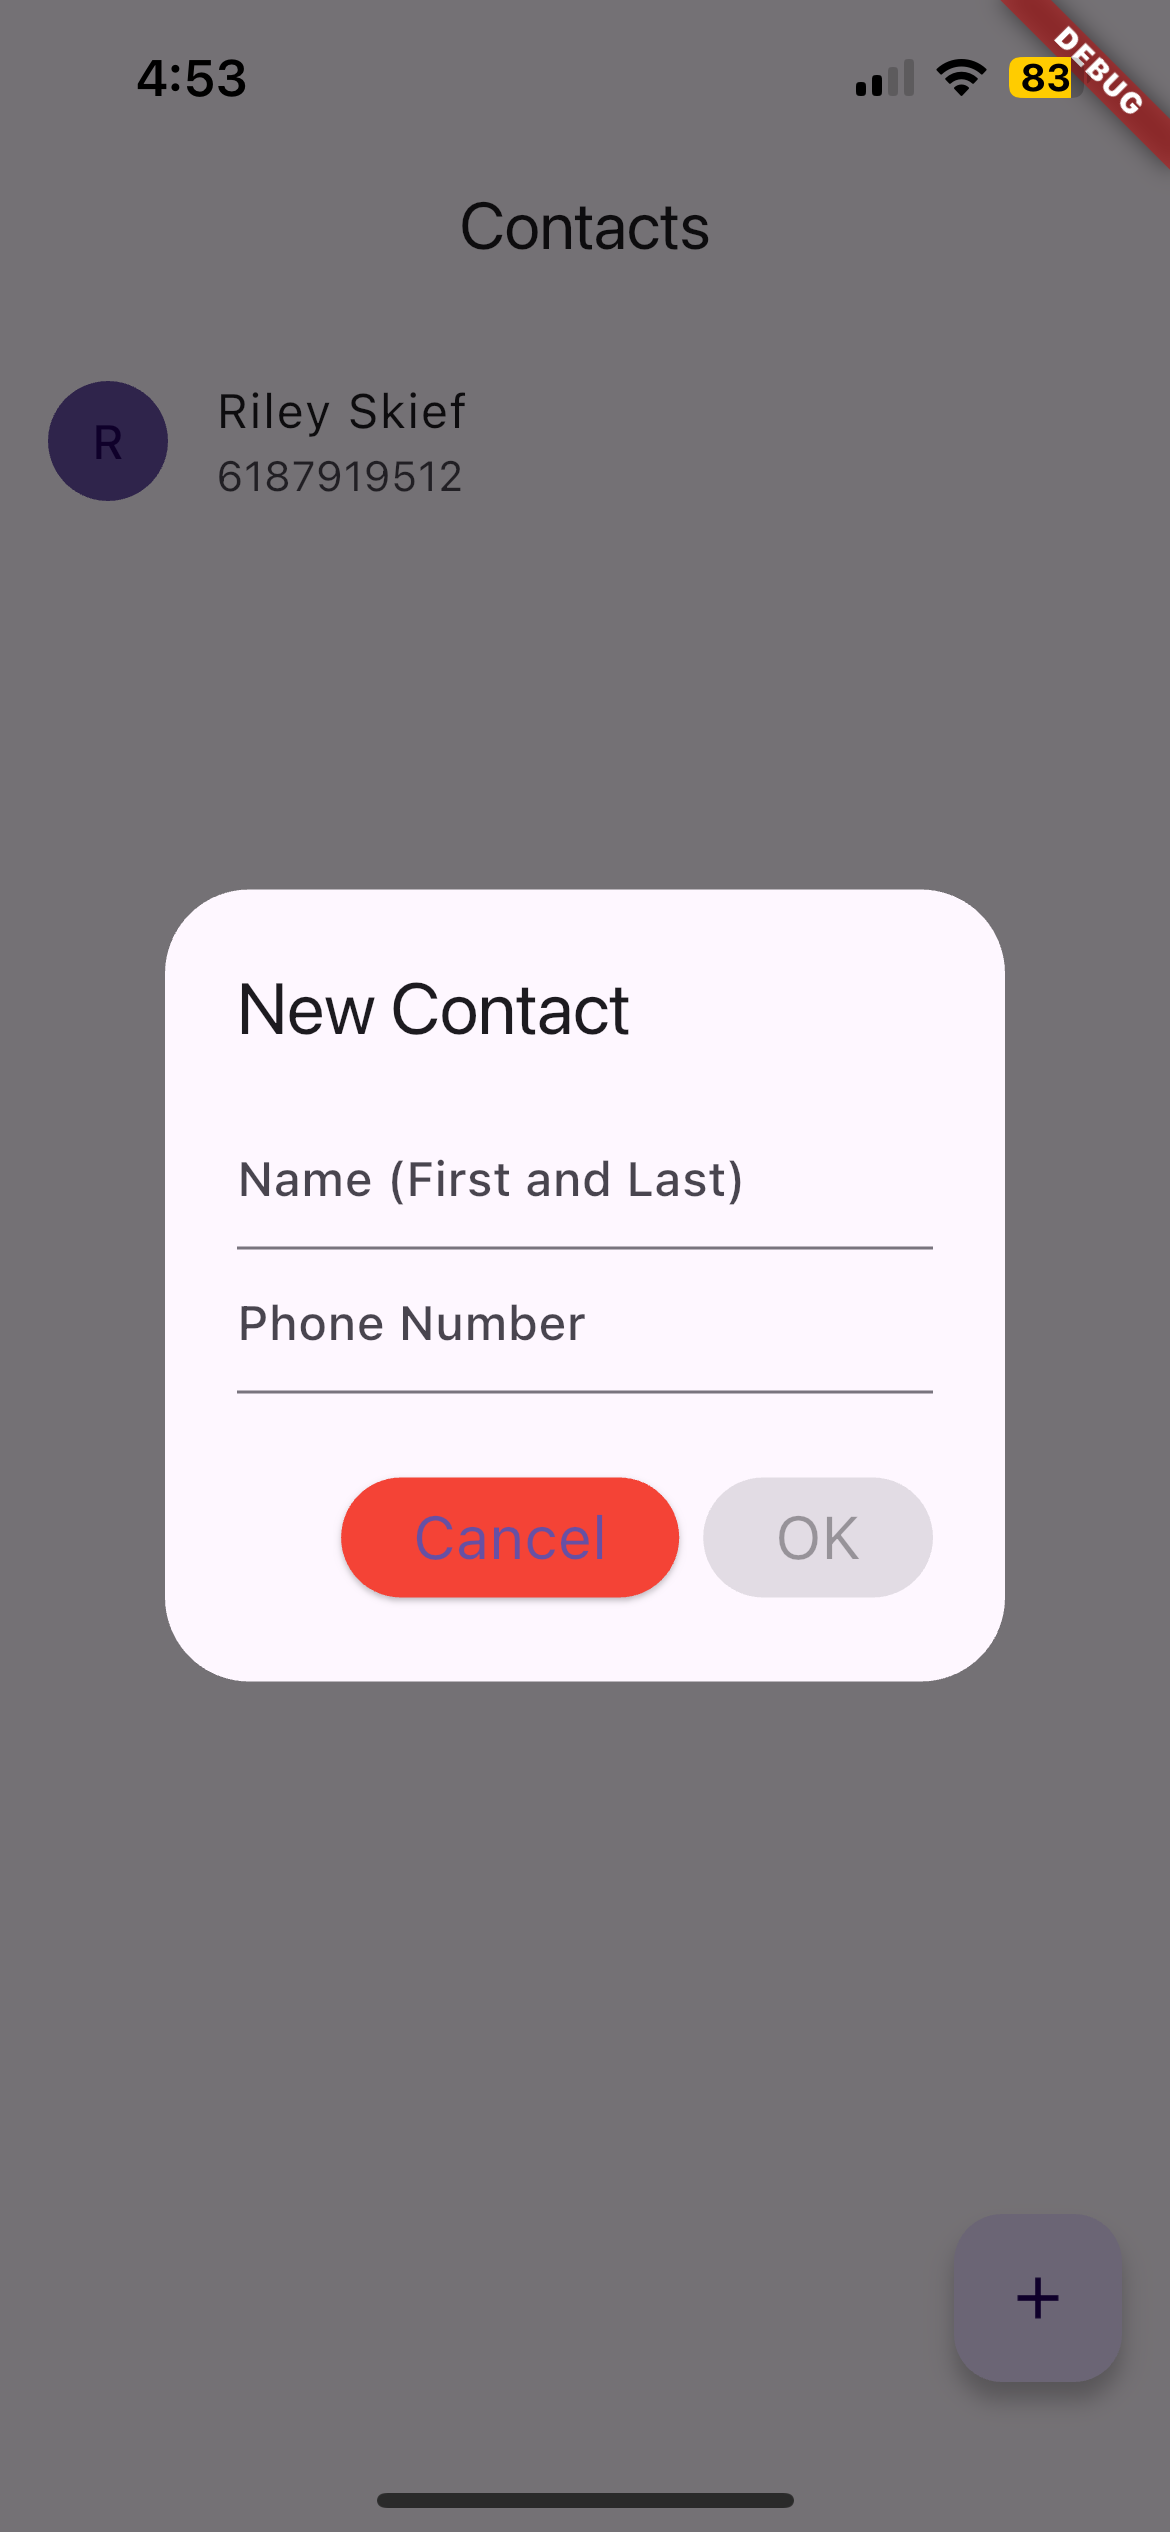 4:53
83
DEBUG
Contacts
R
Riley Skief
6187919512
New Contact
Name (First and Last)
Phone Number
Cancel
OK
+